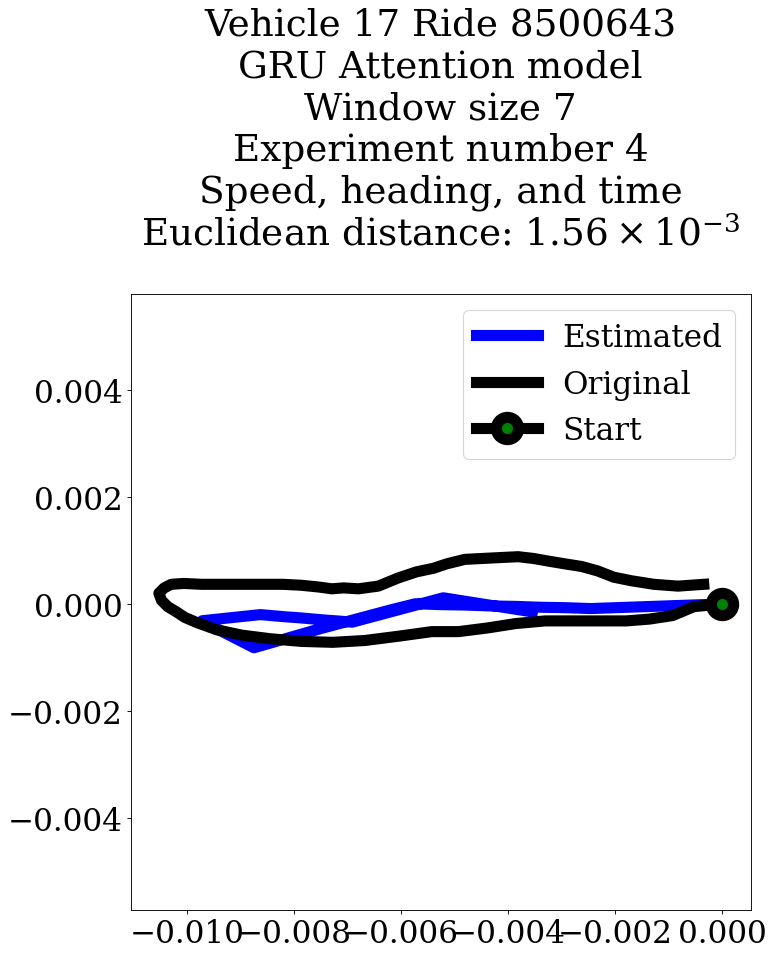 Vehicle 17 Ride 8500643
GRU Attention model
Window size 7
Experiment number 4
Speed, heading, and time
Euclidean distance: 1.56 × 10⁻³
Estimated
Original
Start
0.004
0.002
0.000
−0.002
−0.004
−0.010 −0.008 −0.006 −0.004 −0.002 0.000